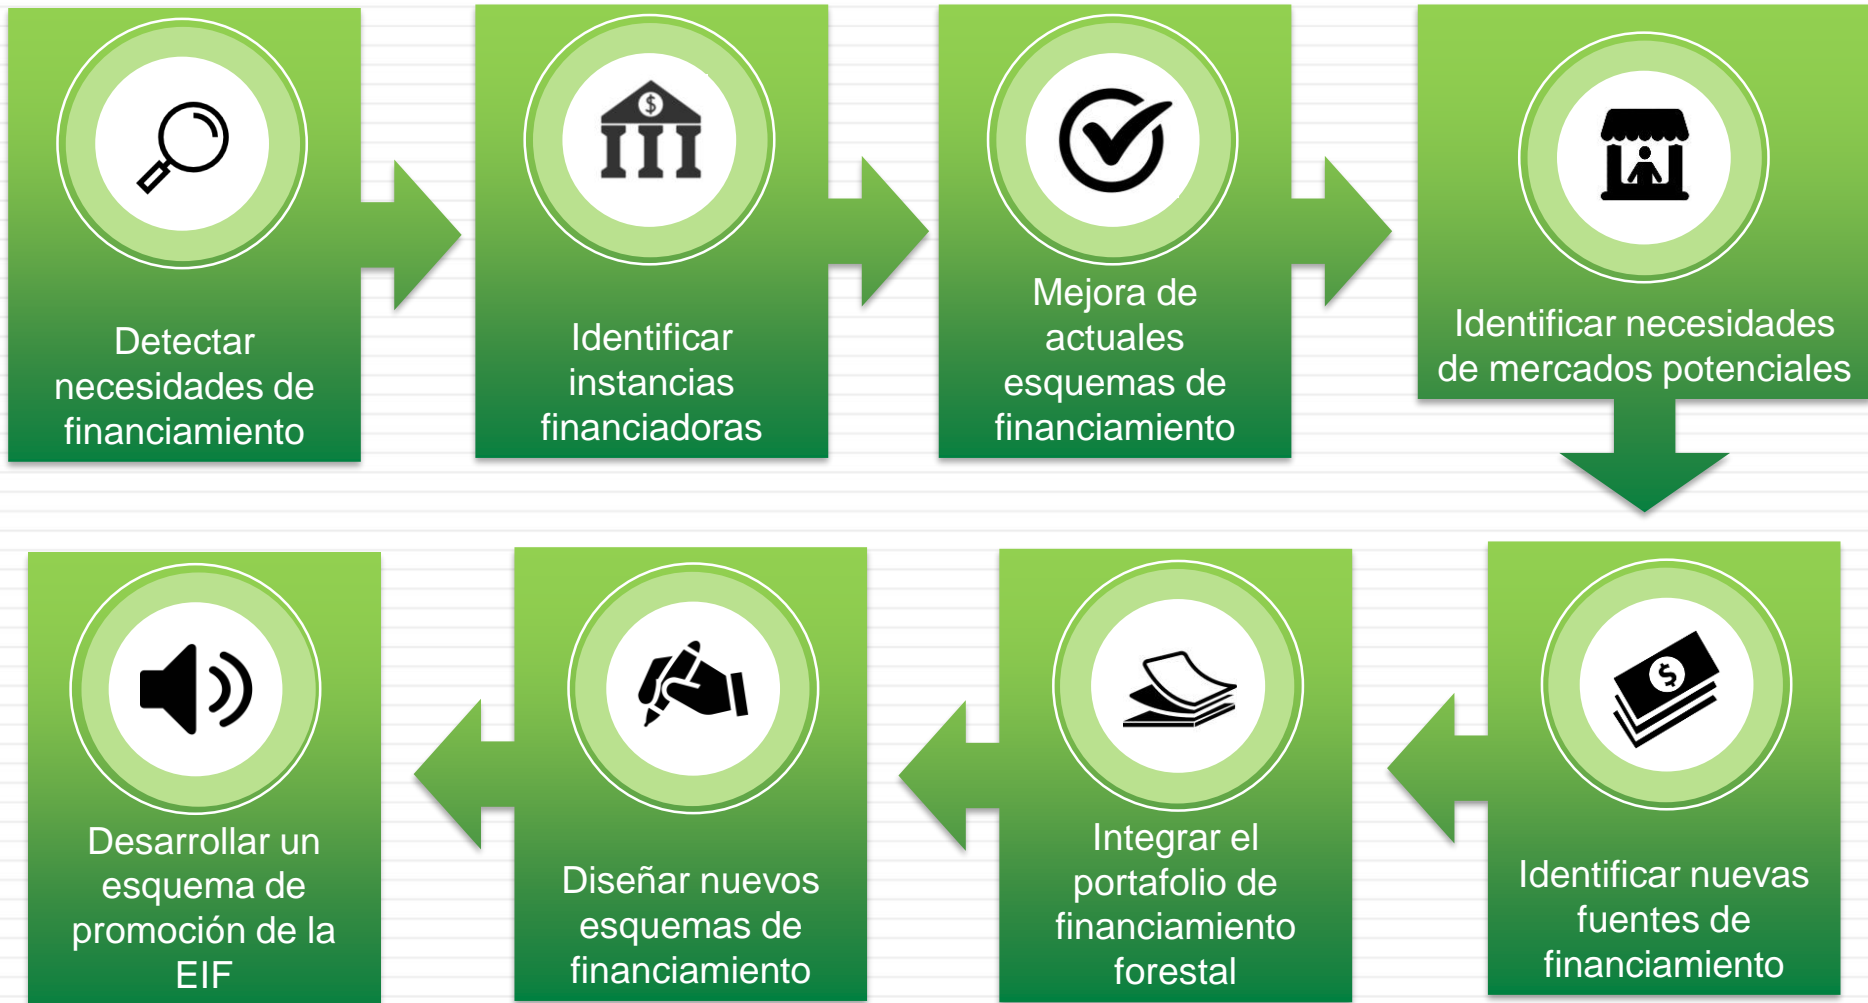 Detectar
necesidades de
financiamiento
Identificar
instancias
financiadoras
Mejora de
actuales
esquemas de
financiamiento
Identificar necesidades
de mercados potenciales
Identificar nuevas
fuentes de
financiamiento
Integrar el
portafolio de
financiamiento
forestal
Diseñar nuevos
esquemas de
financiamiento
Desarrollar un
esquema de
promoción de la
EIF